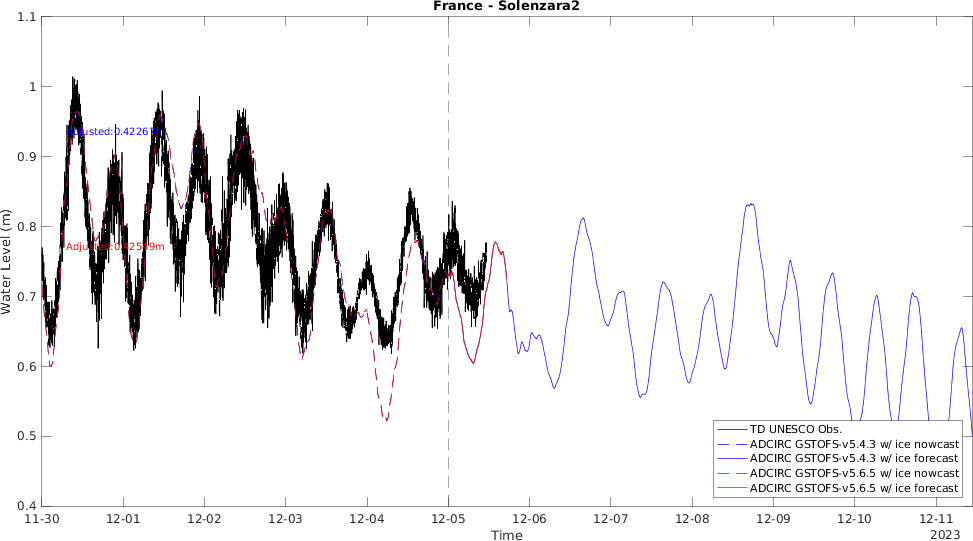 France - Solenzara2
1.1
1
0.9
0.8
0.7
0.6
0.5
0.4
Water Level (m)
Adjusted:0.4226
TD UNESCO Obs.
ADCIRC GSTOFS-v5.4.3 w/ ice nowcast
ADCIRC GSTOFS-v5.4.3 w/ ice forecast
ADCIRC GSTOFS-v5.6.5 w/ ice nowcast
ADCIRC GSTOFS-v5.6.5 w/ ice forecast
11-30 12-01 12-02 12-03 12-04 12-05 12-06 12-07 12-08 12-09 12-10 12-11
Time
2023